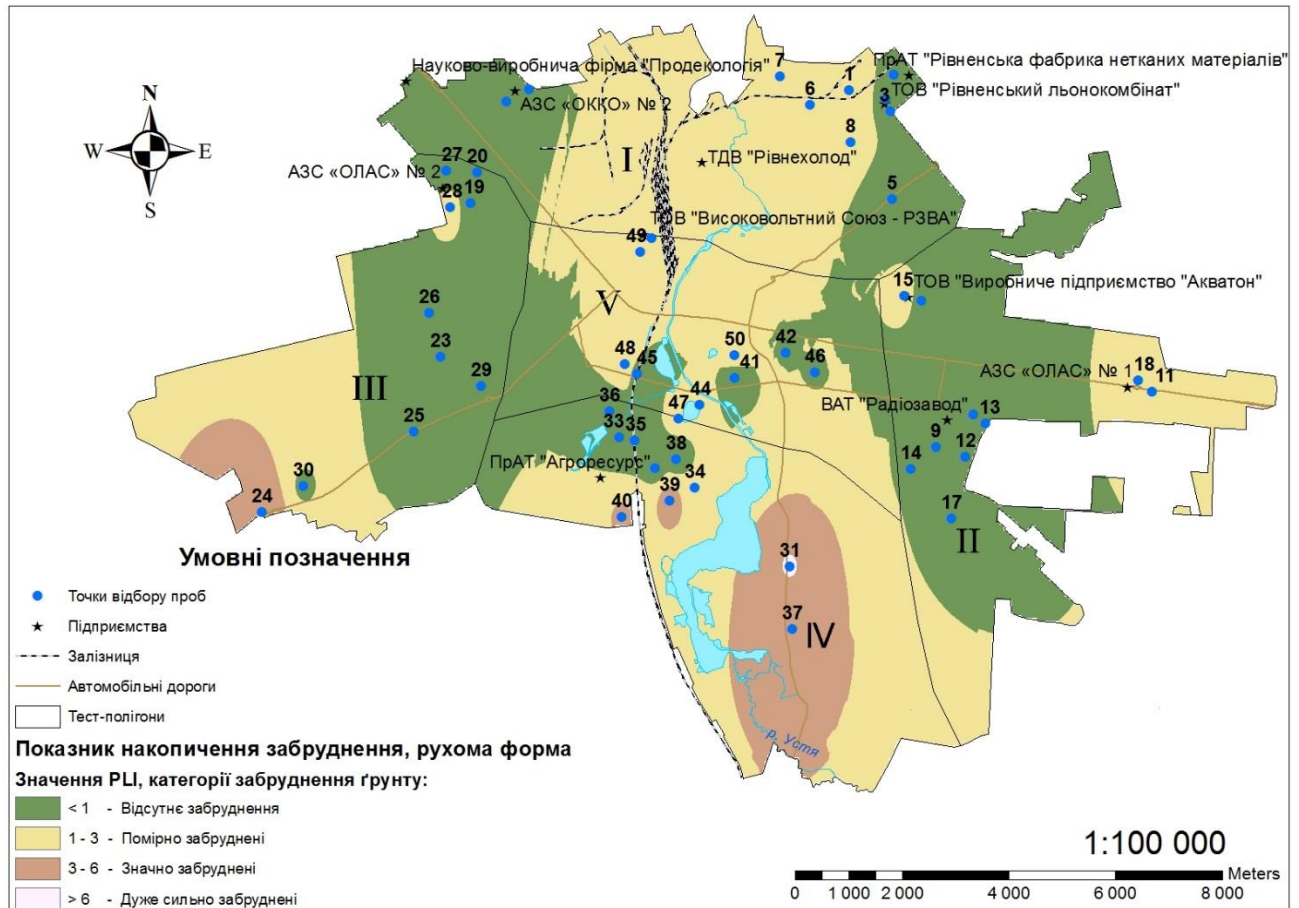 Науково-виробнича фірма "Продекологія"
7
1
ПрАТ "Рівненська фабрика нетканих матеріалів"
6
3
ТОВ "Рівненський льонокомбінат"
АЗС «ОККО» № 2
N
W
E
S
8
I
ТДВ "Рівнехолод"
27
20
АЗС «ОЛАС» № 2
5
28
19
ТОВ "Високовольтний Союз - РЗВА"
49
15
ТОВ "Виробниче підприємство "Акватон"
26
V
23
48
45
50
42
41
46
29
III
АЗС «ОЛАС» № 1
18
11
36
44
47
ВАТ "Радіозавод"
13
25
33
35
9
12
38
14
ПрАТ "Агроресурс"
34
30
39
24
40
17
II
31
37
IV
р. Устя
Умовні позначення
Точки відбору проб
Підприємства
Залізниця
Автомобільні дороги
Тест-полігони
Показник накопичення забруднення, рухома форма
Значення PLI, категорії забруднення ґрунту:
< 1 - Відсутнє забруднення
1 - 3 - Помірно забруднені
3 - 6 - Значно забруднені
> 6 - Дуже сильно забруднені
1:100 000
Meters
0 1 000 2 000 4 000 6 000 8 000